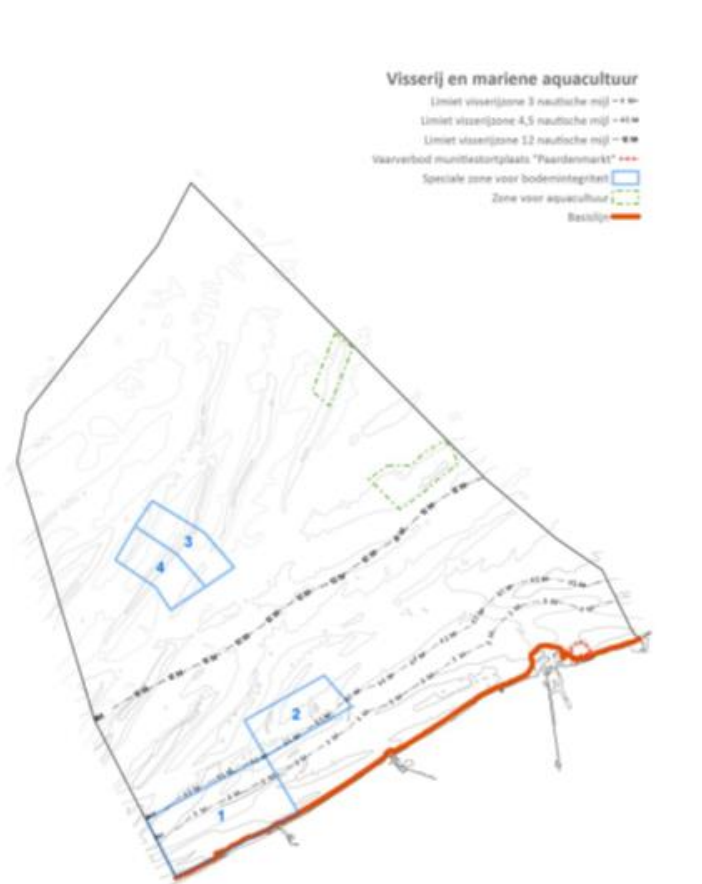 Visserij en mariene aquacultuur
Limiet visserijzone 3 nautische mijl
Limiet visserijzone 4,5 nautische mijl
Limiet visserijzone 12 nautische mijl
Vaarverbod munitiestortplaats "Paardenmarkt"
Speciale zone voor bodemintegriteit
Zone voor aquacultuur
Basislijn
3
4
2
1